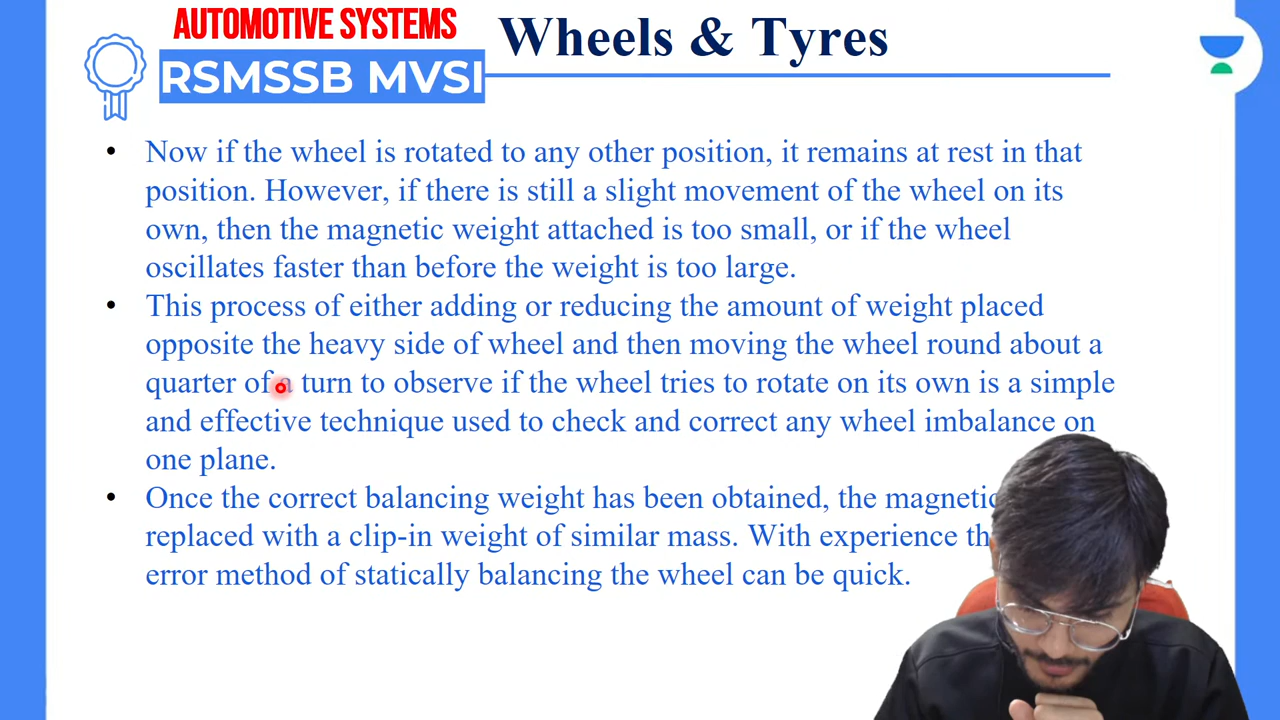 AUTOMOTIVE SYSTEMS
RSMSSB MVSI
Wheels & Tyres
• Now if the wheel is rotated to any other position, it remains at rest in that
position. However, if there is still a slight movement of the wheel on its
own, then the magnetic weight attached is too small, or if the wheel
oscillates faster than before the weight is too large.
• This process of either adding or reducing the amount of weight placed
opposite the heavy side of wheel and then moving the wheel round about a
quarter of a turn to observe if the wheel tries to rotate on its own is a simple
and effective technique used to check and correct any wheel imbalance on
one plane.
• Once the correct balancing weight has been obtained, the magnetic
replaced with a clip-in weight of similar mass. With experience
error method of statically balancing the wheel can be quick.